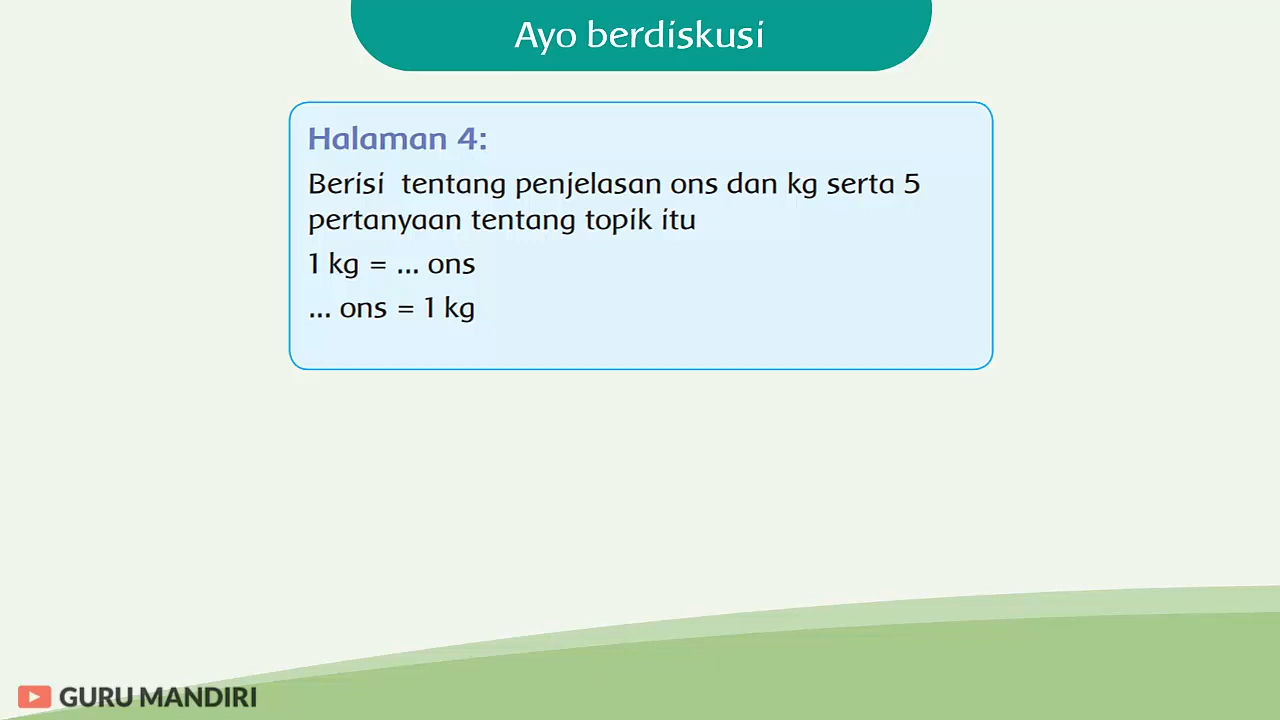 Ayo berdiskusi
Halaman 4:
Berisi tentang penjelasan ons dan kg serta 5
pertanyaan tentang topik itu
1 kg = ... ons
... ons = 1 kg
GURU MANDIRI